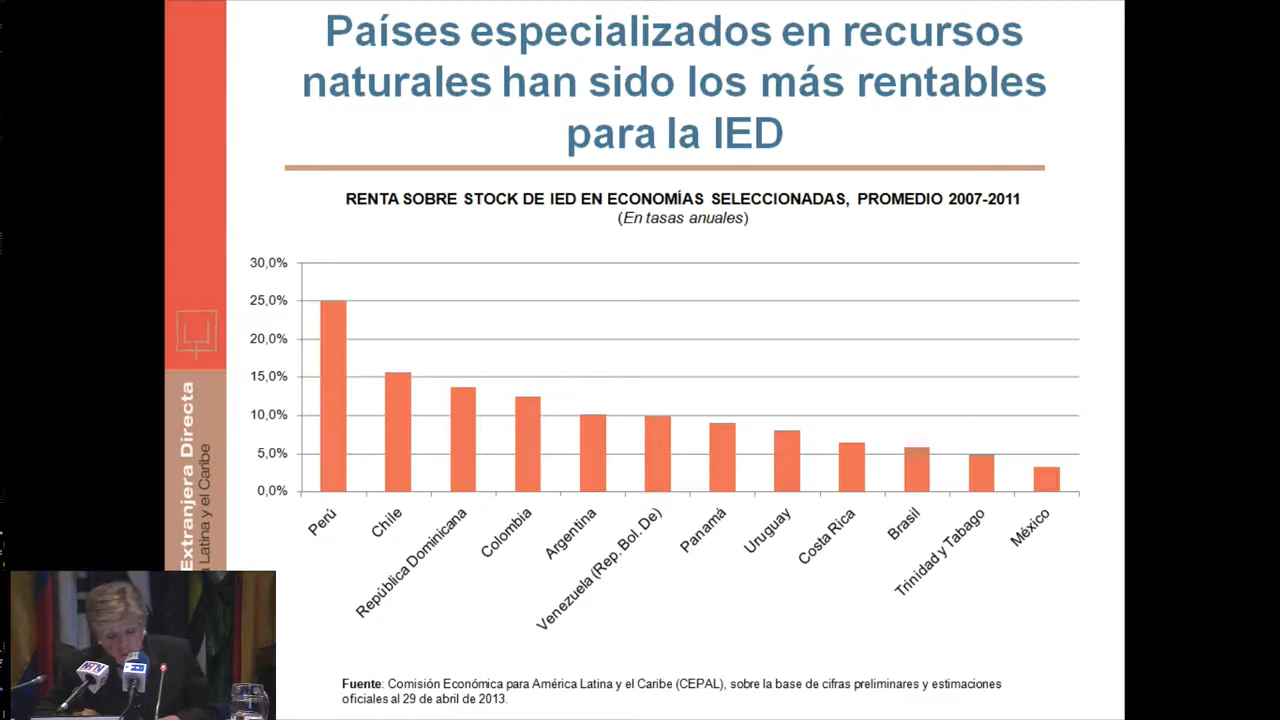 Países especializados en recursos
naturales han sido los más rentables
para la IED
RENTA SOBRE STOCK DE IED EN ECONOMÍAS SELECCIONADAS, PROMEDIO 2007-2011
(En tasas anuales)
30,0%
25,0%
20,0%
15,0%
10,0%
5,0%
0,0%
Perú
Chile
República Dominicana
Colombia
Argentina
Venezuela (Rep. Bol. De)
Panamá
Uruguay
Costa Rica
Brasil
Trinidad y Tabago
México
Extranjera Directa
Latina y el Caribe
Fuente: Comisión Económica para América Latina y el Caribe (CEPAL), sobre la base de cifras preliminares y estimaciones
oficiales al 29 de abril de 2013.